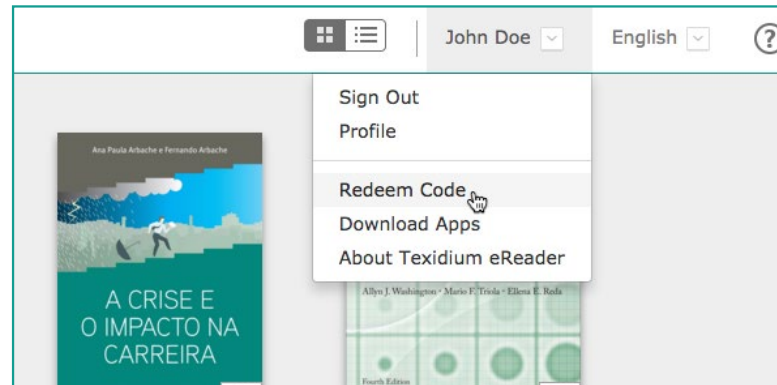 John Doe
English
?
Sign Out
Profile
Redeem Code
Download Apps
About Texidium eReader
Ana Paula Arbache e Fernando Arbache
A CRISE E
O IMPACTO NA
CARREIRA
Allyn J. Washington • Mario F. Triola • Ellena E. Reda
Fourth Edition